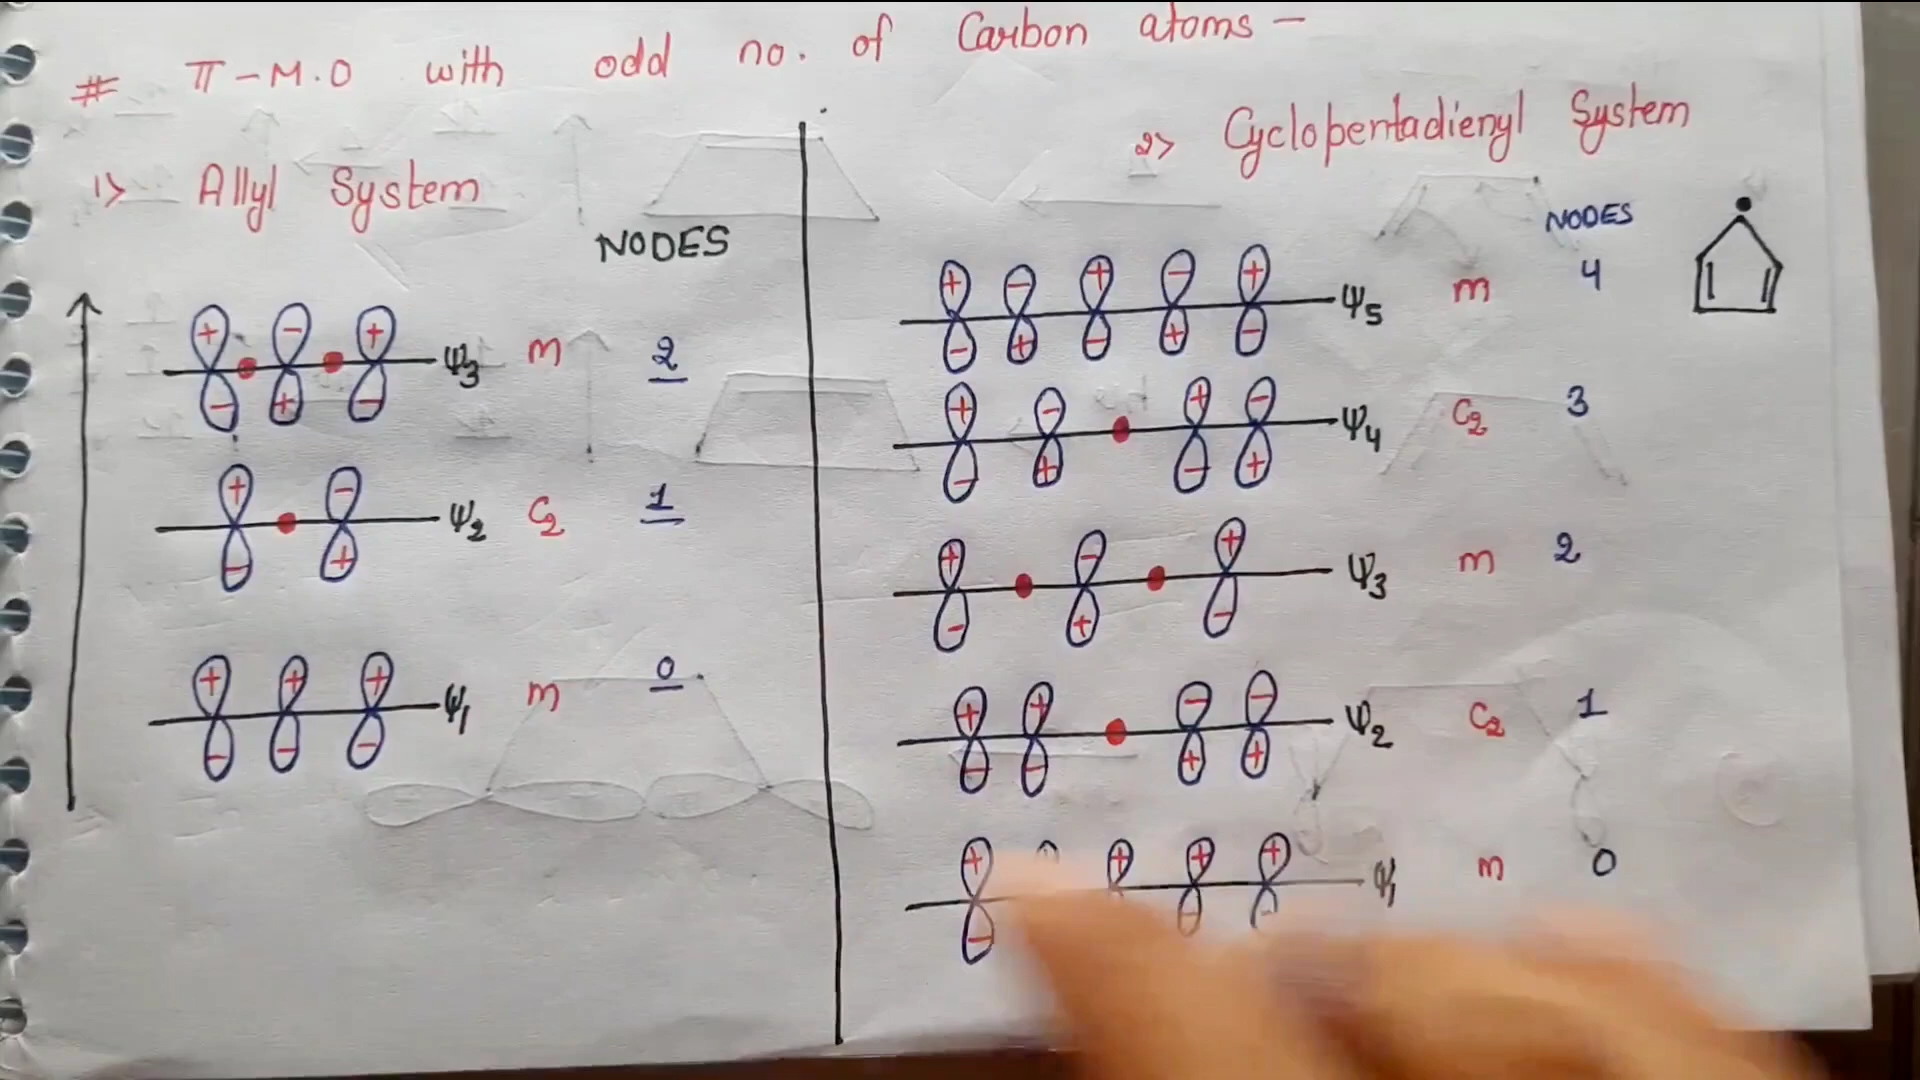 # π-M.O with odd no. of Carbon atoms -
1> Allyl System
NODES
+ - + ψ3 m 2
- + -
+ - ψ2 C2 1
- +
+ + + ψ1 m 0
- - -
2> Cyclopentadienyl System
NODES
+ - + - + ψ5 m 4
- + - + -
+ - + - ψ4 C2 3
- + - +
+ - + ψ3 m 2
- + -
+ + - - ψ2 C2 1
- - + +
+ + + + ψ1 m 0
- -